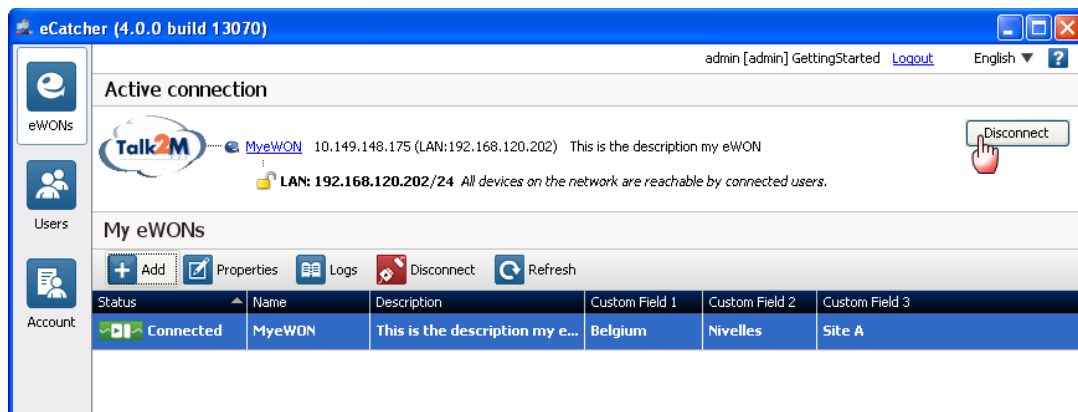 eCatcher (4.0.0 build 13070)
admin [admin] GettingStarted Logout English ?
eWONs
Active connection
Talk2M MyeWON 10.149.148.175 (LAN:192.168.120.202) This is the description my eWON Disconnect
LAN: 192.168.120.202/24 All devices on the network are reachable by connected users.
Users
My eWONs
Add Properties Logs Disconnect Refresh
Status Name Description Custom Field 1 Custom Field 2 Custom Field 3
Account
Connected MyeWON This is the description my e... Belgium Nivelles Site A